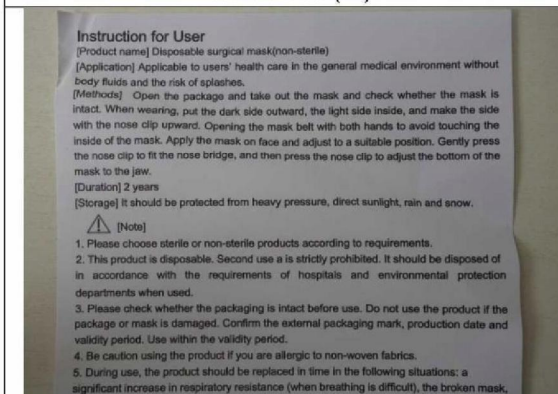 Instruction for User
[Product name] Disposable surgical mask(non-sterile)
[Application] Applicable to users' health care in the general medical environment without
body fluids and the risk of splashes.
[Methods] Open the package and take out the mask and check whether the mask is
intact. When wearing, put the dark side outward, the light side inside, and make the side
with the nose clip upward. Opening the mask belt with both hands to avoid touching the
inside of the mask. Apply the mask on face and adjust to a suitable position. Gently press
the nose clip to fit the nose bridge, and then press the nose clip to adjust the bottom of the
mask to the jaw.
[Duration] 2 years
[Storage] It should be protected from heavy pressure, direct sunlight, rain and snow.
[Note]
1. Please choose sterile or non-sterile products according to requirements.
2. This product is disposable. Second use a is strictly prohibited. It should be disposed of
in accordance with the requirements of hospitals and environmental protection
departments when used.
3. Please check whether the packaging is intact before use. Do not use the product if the
package or mask is damaged. Confirm the external packaging mark, production date and
validity period. Use within the validity period.
4. Be caution using the product if you are allergic to non-woven fabrics.
5. During use, the product should be replaced in time in the following situations: a
significant increase in respiratory resistance (when breathing is difficult), the broken mask,